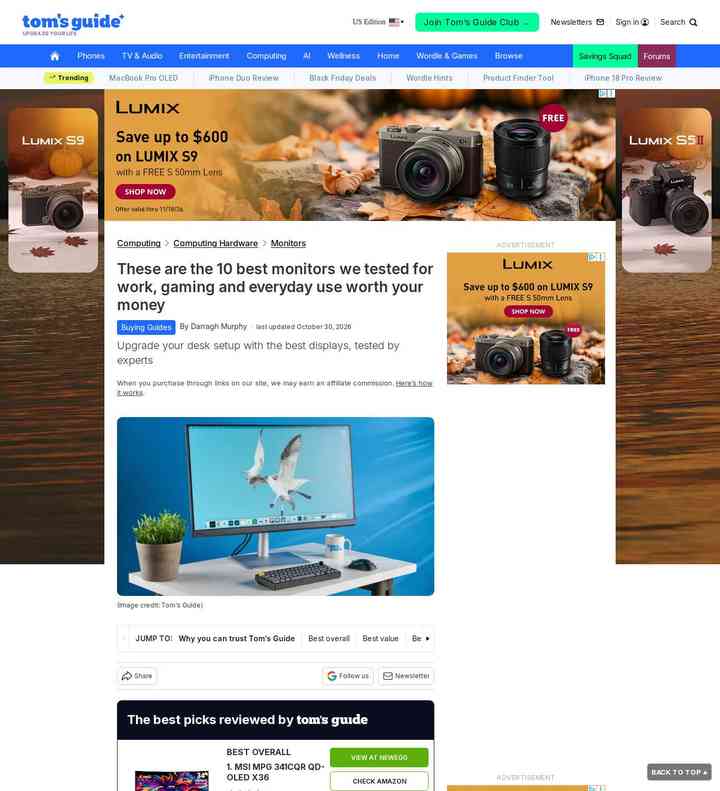 tom's guide
UPGRADE YOUR LIFE
US Edition
Join Tom's Guide Club →
Newsletters
Sign in
Search
Phones
TV & Audio
Entertainment
Computing
AI
Wellness
Home
Wordle & Games
Browse
Savings Squad
Forums
Trending
MacBook Pro OLED
iPhone Duo Review
Black Friday Deals
Wordle Hints
Product Finder Tool
iPhone 18 Pro Review
LUMIX S9
LUMIX
Save up to $600
on LUMIX S9
with a FREE S 50mm Lens
SHOP NOW
Offer valid thru 11/18/26.
FREE
LUMIX S5II
Computing > Computing Hardware > Monitors
These are the 10 best monitors we tested for
work, gaming and everyday use worth your
money
Buying Guides By Darragh Murphy last updated October 30, 2026
Upgrade your desk setup with the best displays, tested by
experts
When you purchase through links on our site, we may earn an affiliate commission. Here's how
it works.
ADVERTISEMENT
LUMIX
Save up to $600 on LUMIX S9
with a FREE S 50mm Lens
SHOP NOW
FREE
(Image credit: Tom's Guide)
JUMP TO: Why you can trust Tom's Guide Best overall Best value Be
Share
Follow us
Newsletter
The best picks reviewed by tom's guide
BEST OVERALL
1. MSI MPG 341CQR QD-
OLED X36
VIEW AT NEWEGG
CHECK AMAZON
34"
ADVERTISEMENT
BACK TO TOP